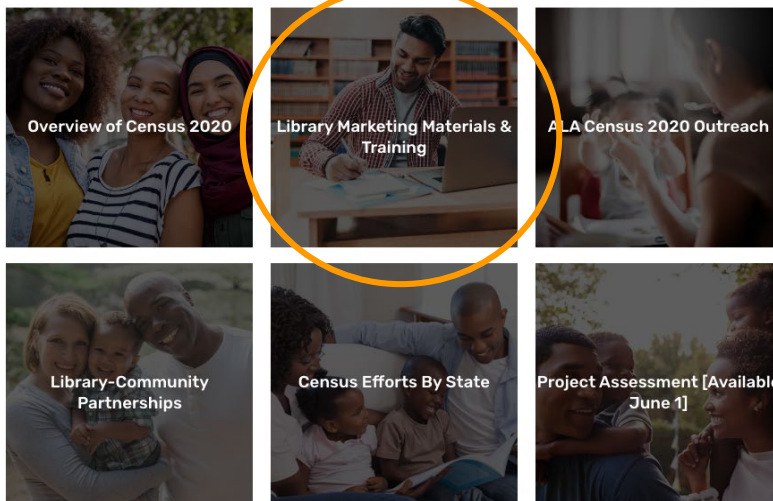 Overview of Census 2020
Library Marketing Materials &
Training
ALA Census 2020 Outreach
Library-Community
Partnerships
Census Efforts By State
Project Assessment [Available
June 1]